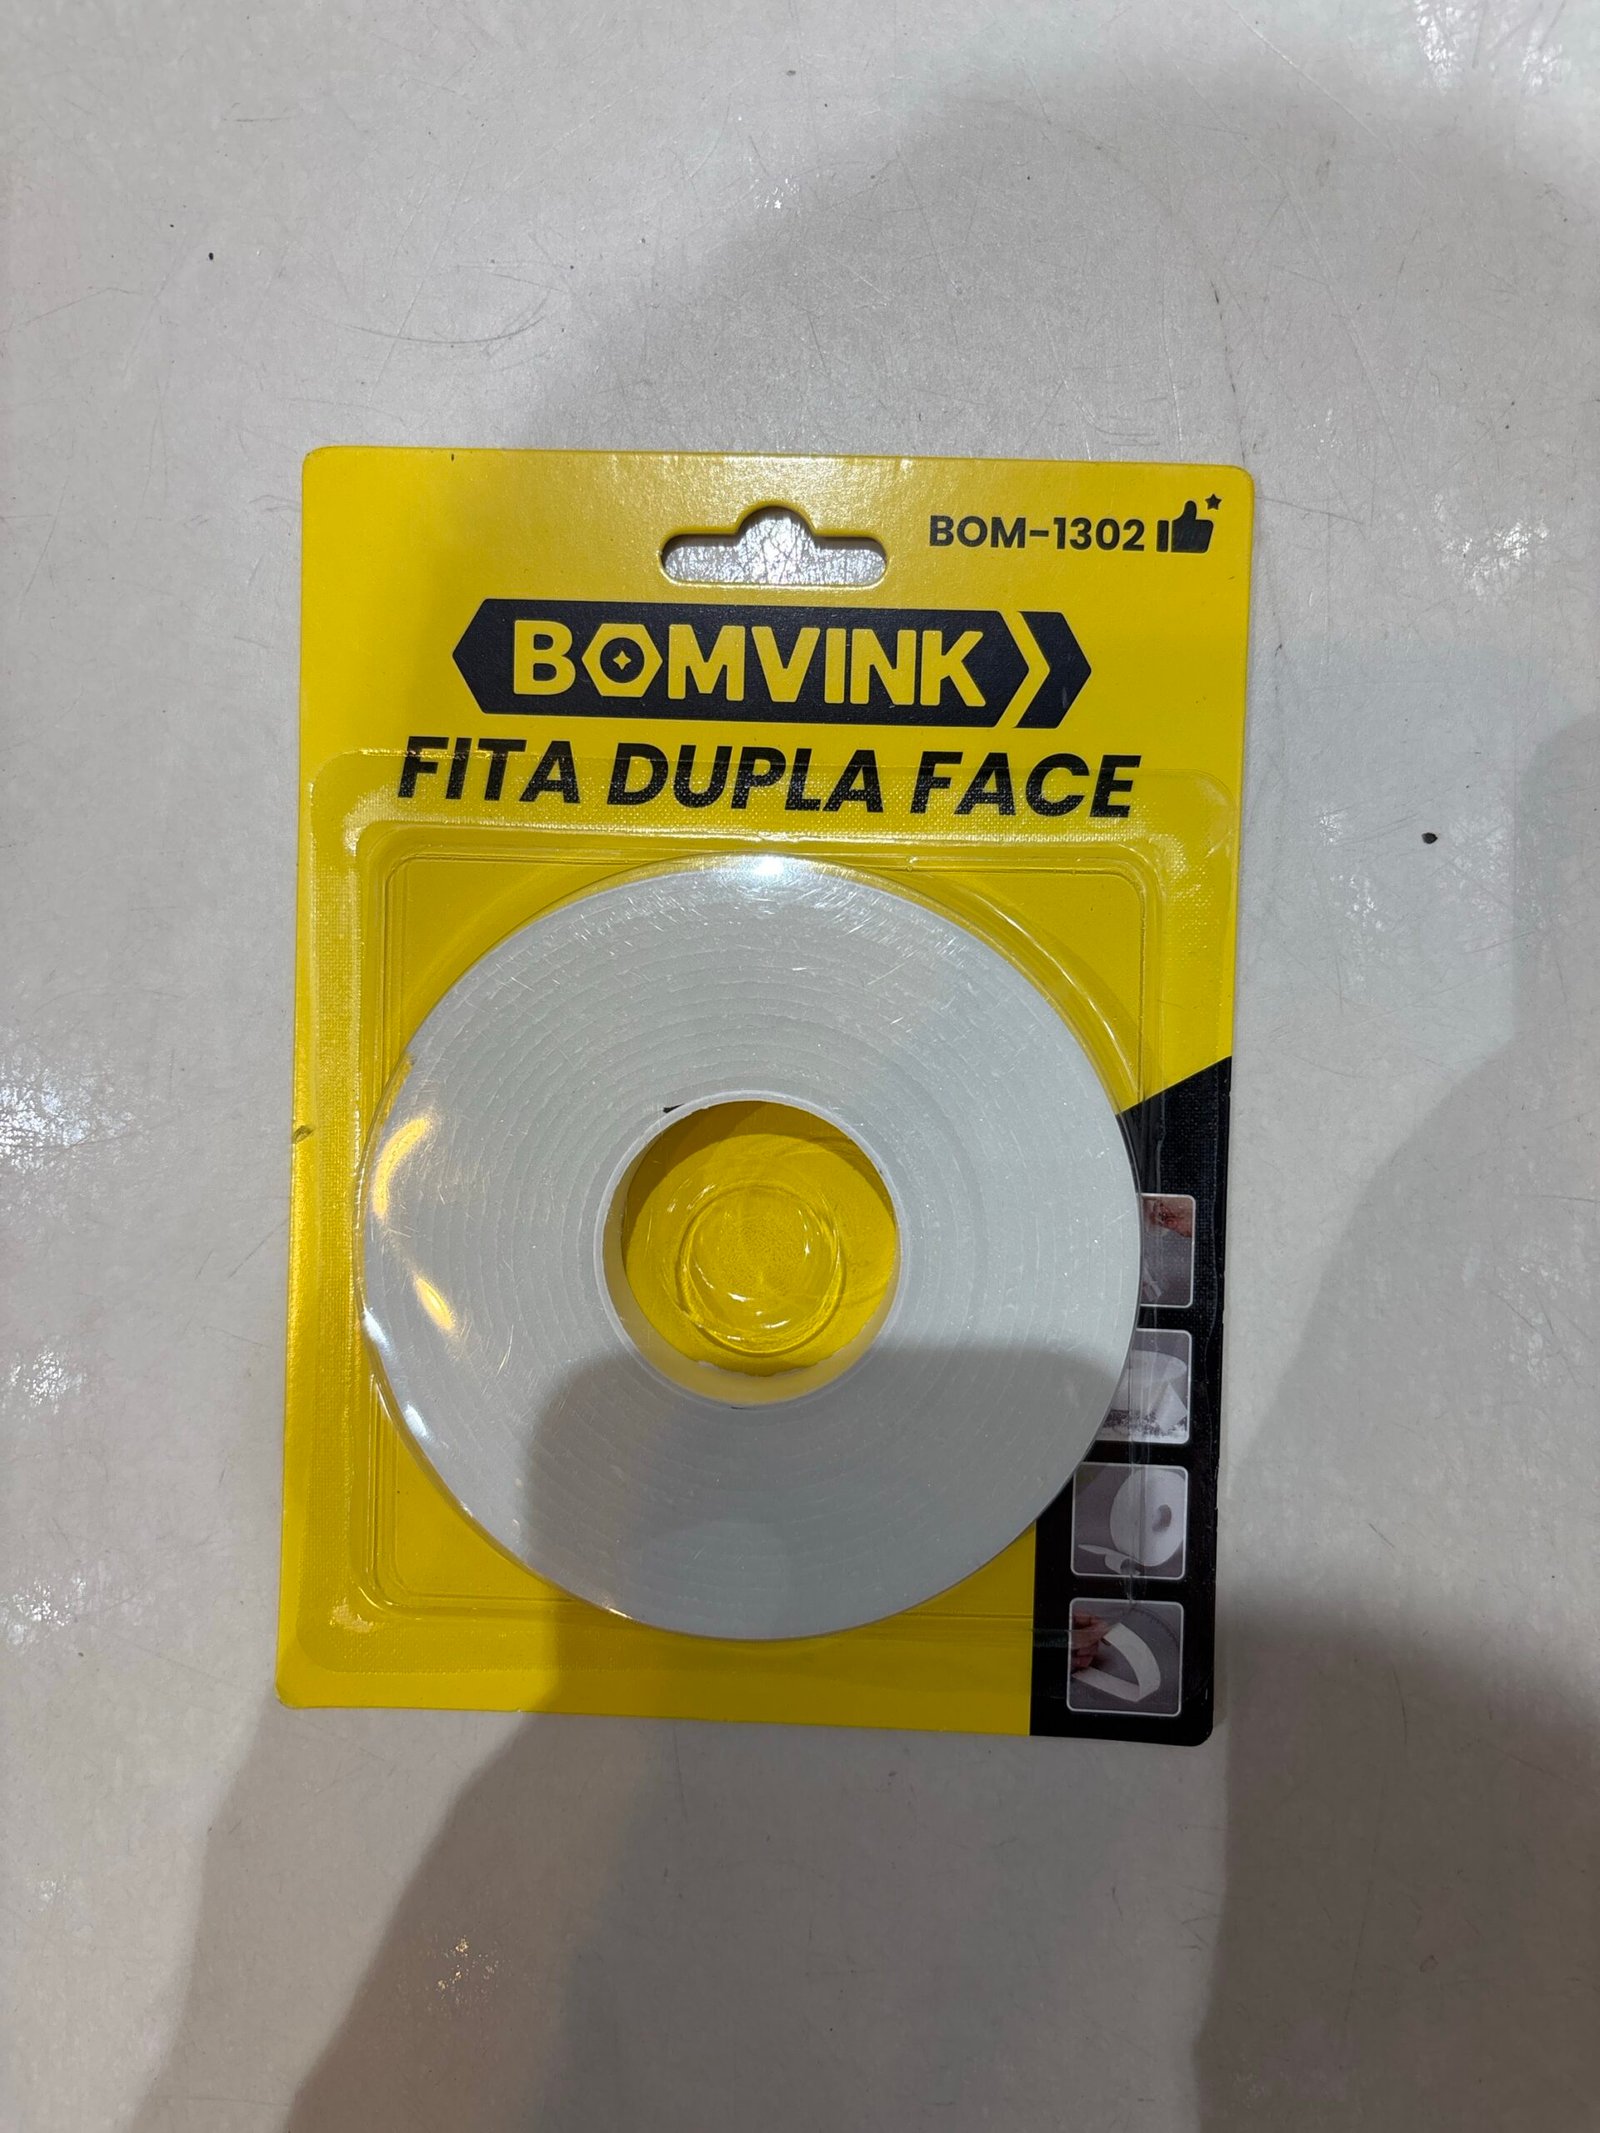 BOM-1302
BOMVINK
FITA DUPLA FACE